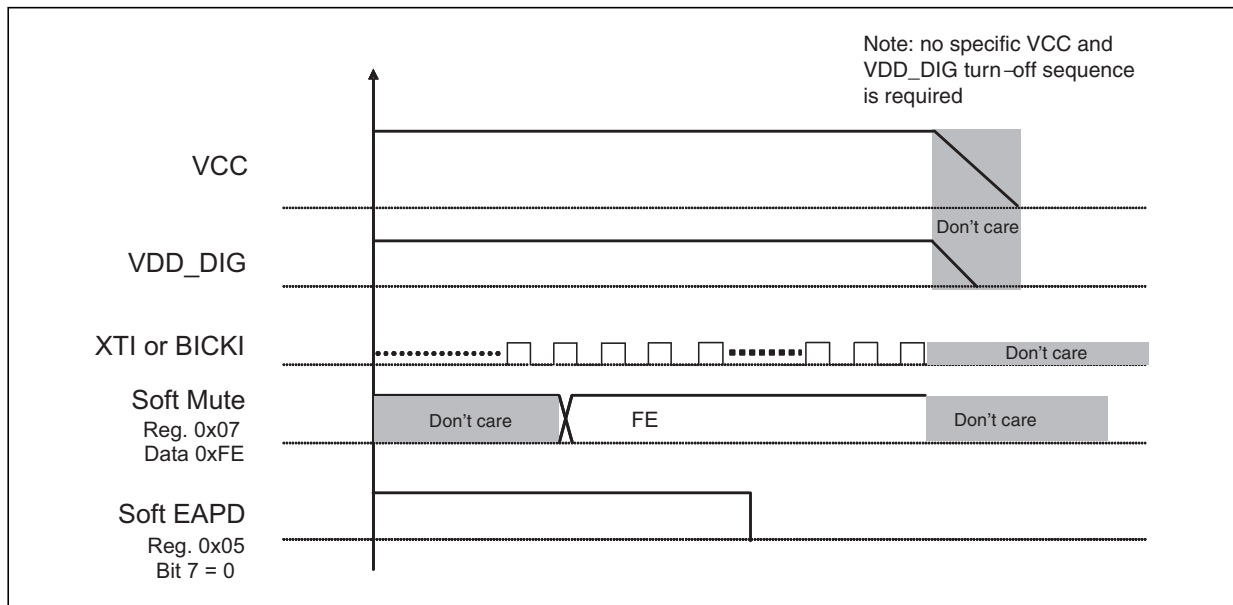 Note: no specific VCC and
VDD_DIG turn-off sequence
is required
VCC
Don't care
VDD_DIG
XTI or BICKI
Don't care
Soft Mute
Reg. 0x07
Data 0xFE
Don't care
FE
Don't care
Soft EAPD
Reg. 0x05
Bit 7 = 0